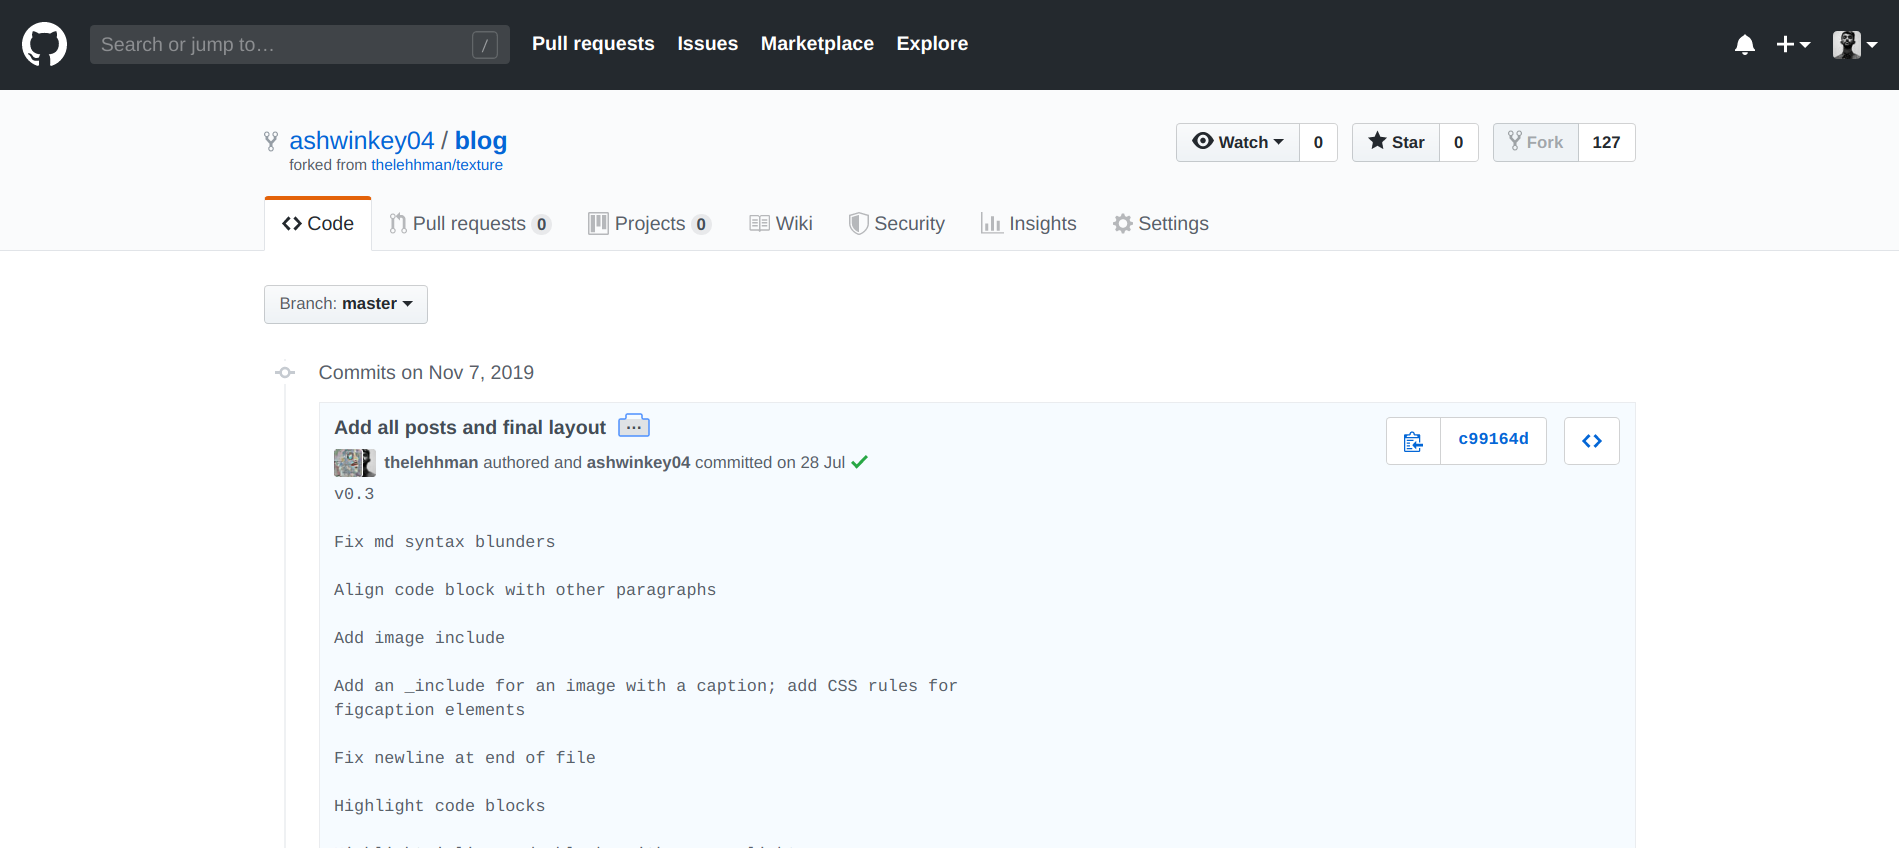 Search or jump to… /
Pull requests Issues Marketplace Explore
ashwinkey04 / blog
forked from thelehhman/texture
Watch 0 Star 0 Fork 127
Code Pull requests 0 Projects 0 Wiki Security Insights Settings
Branch: master
Commits on Nov 7, 2019
Add all posts and final layout …
thelehhman authored and ashwinkey04 committed on 28 Jul
c99164d
v0.3
Fix md syntax blunders
Align code block with other paragraphs
Add image include
Add an _include for an image with a caption; add CSS rules for
figcaption elements
Fix newline at end of file
Highlight code blocks